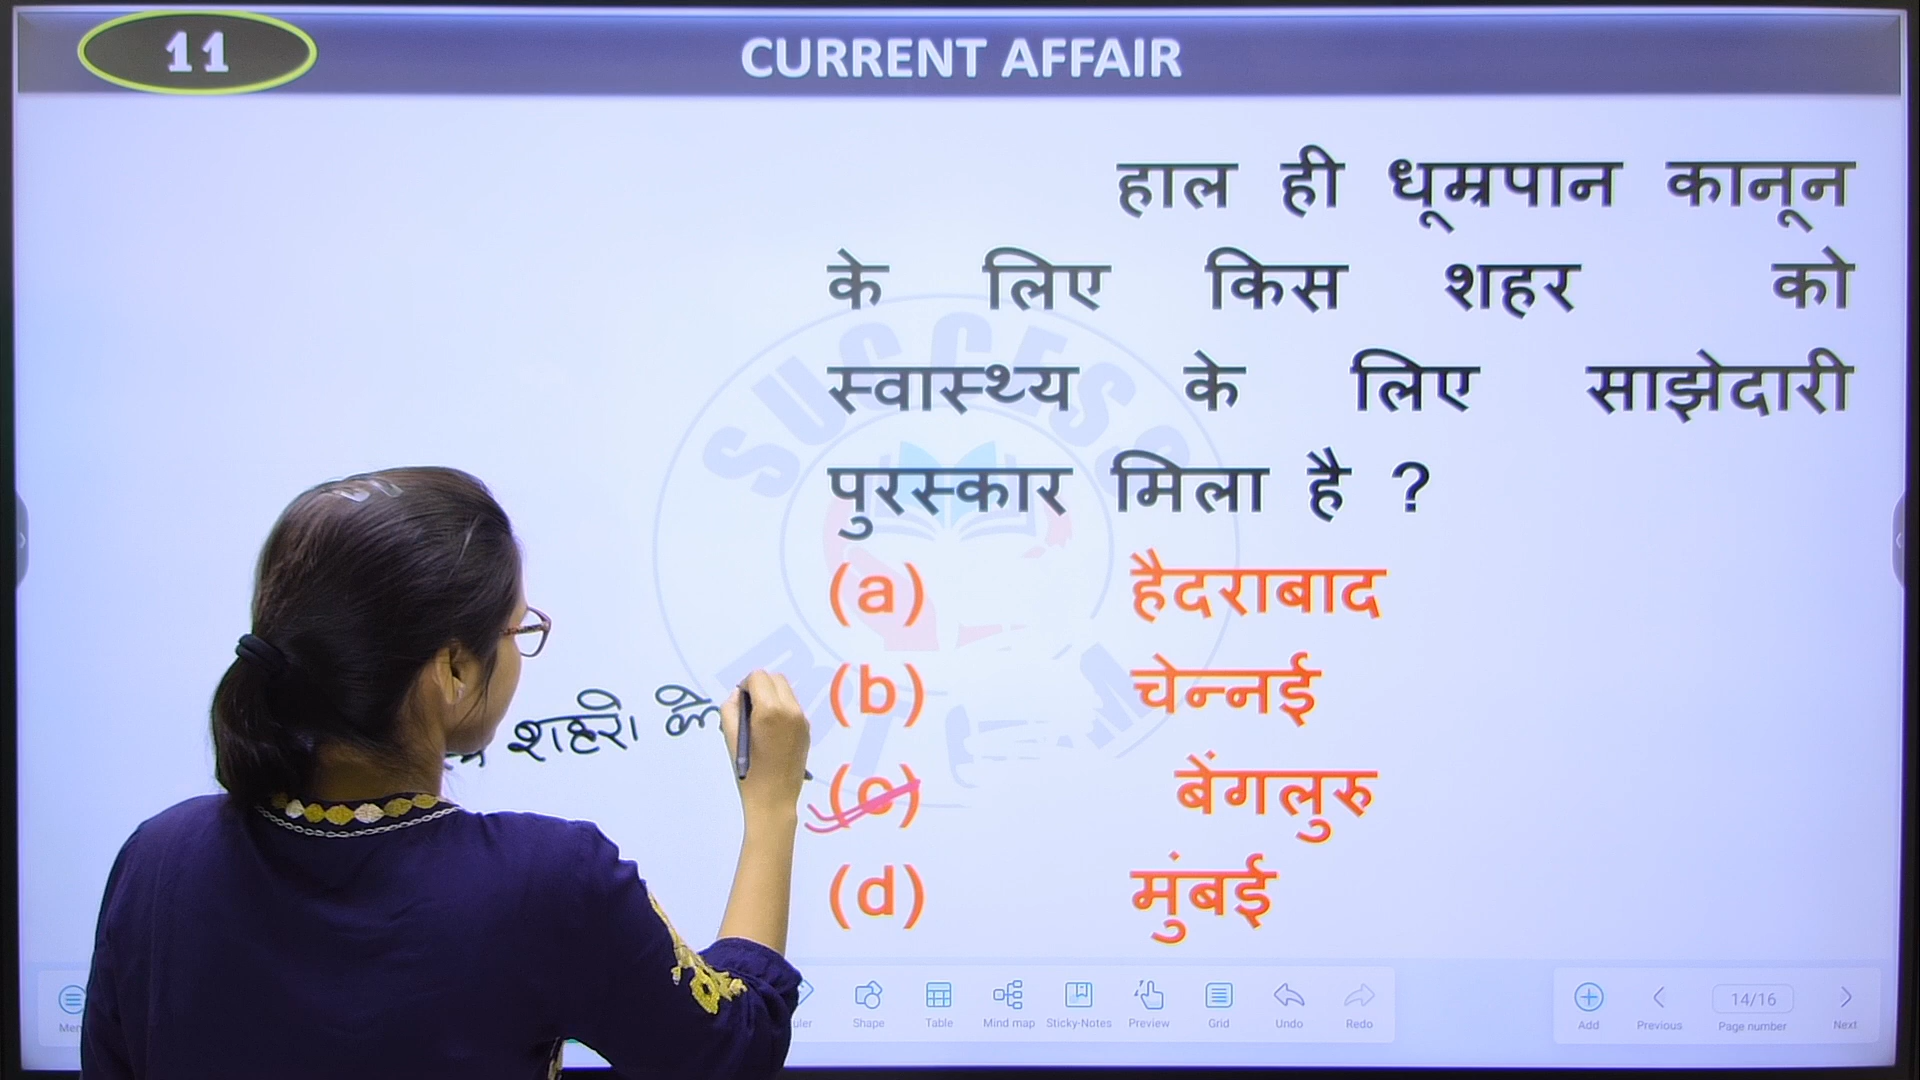 11
CURRENT AFFAIR
हाल ही धूम्रपान कानून
के लिए किस शहर को
स्वास्थ्य के लिए साझेदारी
पुरस्कार मिला है ?
(a) हैदराबाद
(b) चेन्नई
(c) बेंगलुरु
(d) मुंबई
शहरो
SUCCESS
Shape
Table
Mind map
Sticky-Notes
Preview
Grid
Undo
Redo
Add
Previous
14/16
Page number
Next